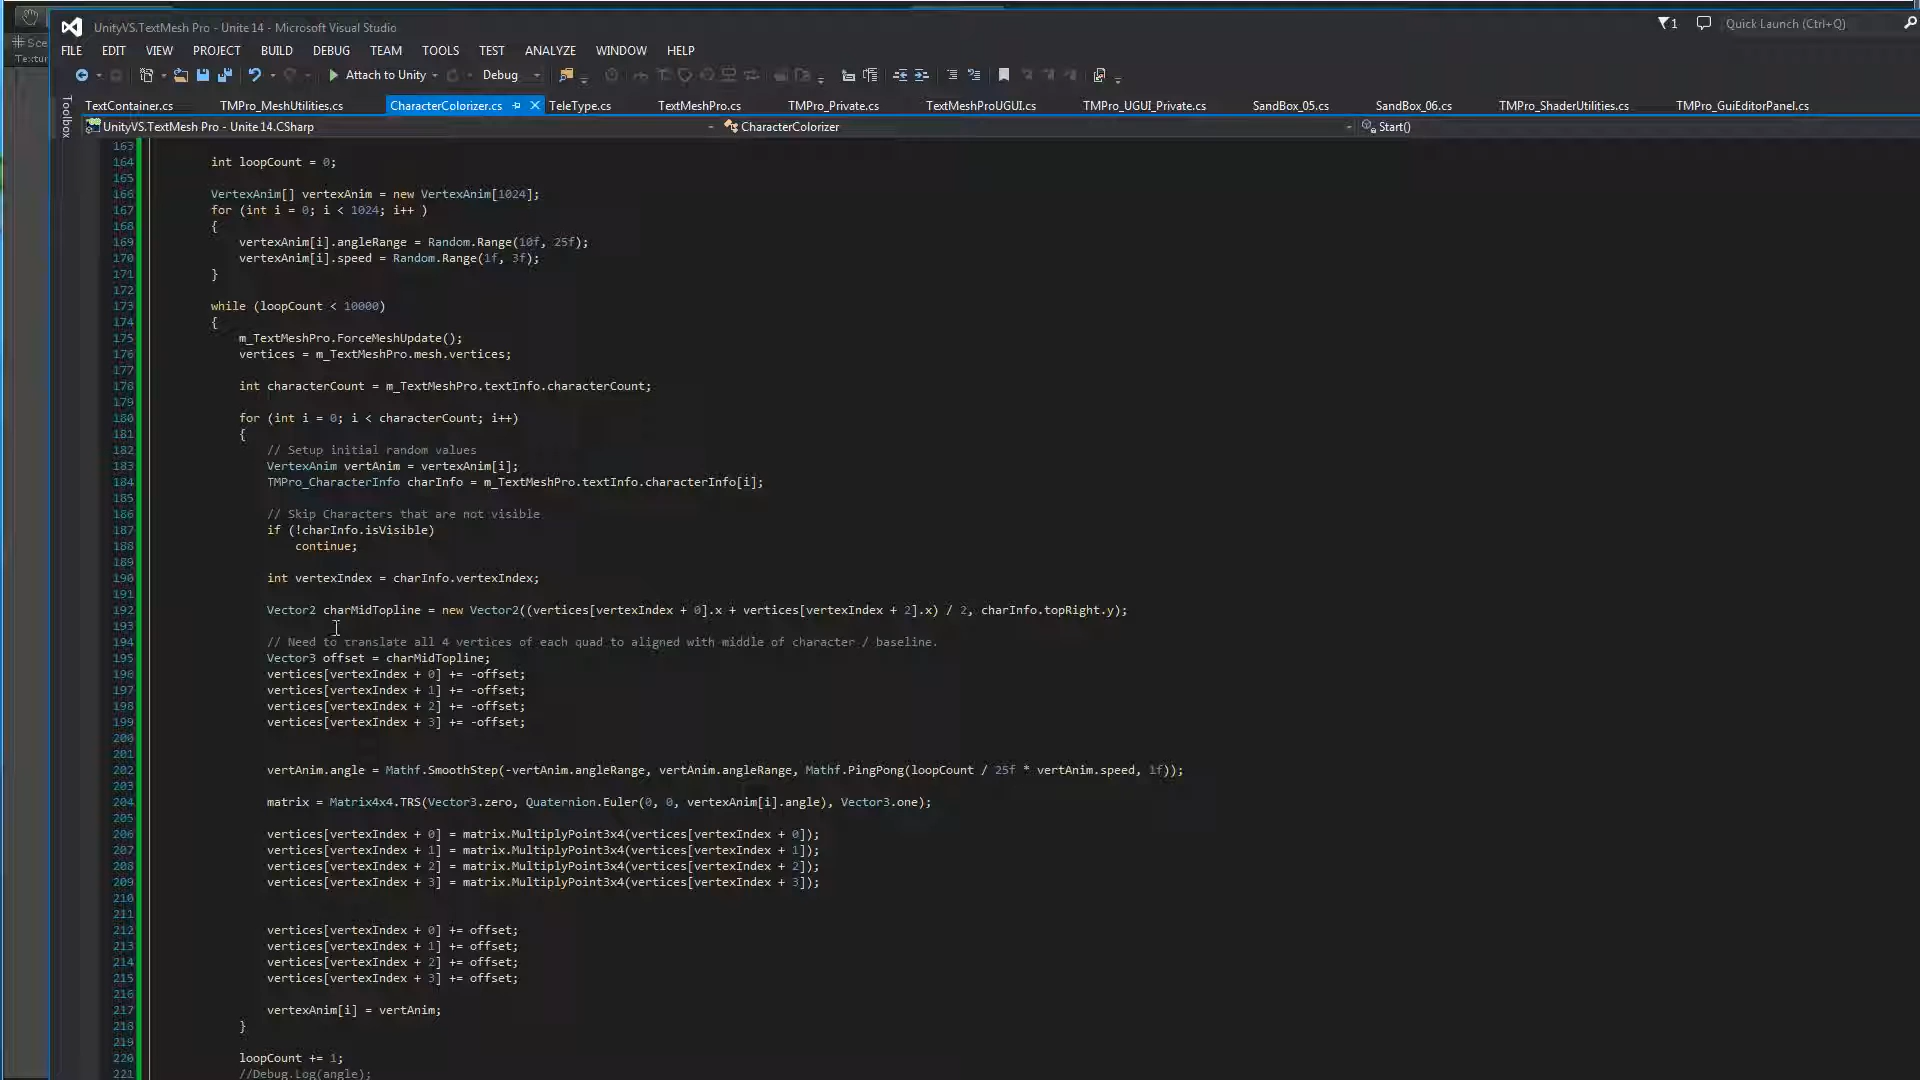 UnityVS.TextMesh Pro - Unite 14 - Microsoft Visual Studio
1
Quick Launch (Ctrl+Q)
FILE EDIT VIEW PROJECT BUILD DEBUG TEAM TOOLS TEST ANALYZE WINDOW HELP
Attach to Unity Debug
TextContainer.cs TMPro_MeshUtilities.cs CharacterColorizer.cs TeleType.cs TextMeshPro.cs TMPro_Private.cs TextMeshProUGUI.cs TMPro_UGUI_Private.cs SandBox_05.cs SandBox_06.cs TMPro_ShaderUtilities.cs TMPro_GuiEditorPanel.cs
Toolbox
UnityVS.TextMesh Pro - Unite 14.CSharp CharacterColorizer Start()
163
164 int loopCount = 0;
165
166 VertexAnim[] vertexAnim = new VertexAnim[1024];
167 for (int i = 0; i < 1024; i++ )
168 {
169 vertexAnim[i].angleRange = Random.Range(10f, 25f);
170 vertexAnim[i].speed = Random.Range(1f, 3f);
171 }
172
173 while (loopCount < 10000)
174 {
175 m_TextMeshPro.ForceMeshUpdate();
176 vertices = m_TextMeshPro.mesh.vertices;
177
178 int characterCount = m_TextMeshPro.textInfo.characterCount;
179
180 for (int i = 0; i < characterCount; i++)
181 {
182 // Setup initial random values
183 VertexAnim vertAnim = vertexAnim[i];
184 TMPro_CharacterInfo charInfo = m_TextMeshPro.textInfo.characterInfo[i];
185
186 // Skip Characters that are not visible
187 if (!charInfo.isVisible)
188 continue;
189
190 int vertexIndex = charInfo.vertexIndex;
191
192 Vector2 charMidTopline = new Vector2((vertices[vertexIndex + 0].x + vertices[vertexIndex + 2].x) / 2, charInfo.topRight.y);
193
194 // Need to translate all 4 vertices of each quad to aligned with middle of character / baseline.
195 Vector3 offset = charMidTopline;
196 vertices[vertexIndex + 0] += -offset;
197 vertices[vertexIndex + 1] += -offset;
198 vertices[vertexIndex + 2] += -offset;
199 vertices[vertexIndex + 3] += -offset;
200
201
202 vertAnim.angle = Mathf.SmoothStep(-vertAnim.angleRange, vertAnim.angleRange, Mathf.PingPong(loopCount / 25f * vertAnim.speed, 1f));
203
204 matrix = Matrix4x4.TRS(Vector3.zero, Quaternion.Euler(0, 0, vertexAnim[i].angle), Vector3.one);
205
206 vertices[vertexIndex + 0] = matrix.MultiplyPoint3x4(vertices[vertexIndex + 0]);
207 vertices[vertexIndex + 1] = matrix.MultiplyPoint3x4(vertices[vertexIndex + 1]);
208 vertices[vertexIndex + 2] = matrix.MultiplyPoint3x4(vertices[vertexIndex + 2]);
209 vertices[vertexIndex + 3] = matrix.MultiplyPoint3x4(vertices[vertexIndex + 3]);
210
211
212 vertices[vertexIndex + 0] += offset;
213 vertices[vertexIndex + 1] += offset;
214 vertices[vertexIndex + 2] += offset;
215 vertices[vertexIndex + 3] += offset;
216
217 vertexAnim[i] = vertAnim;
218 }
219
220 loopCount += 1;
221 //Debug.Log(angle);